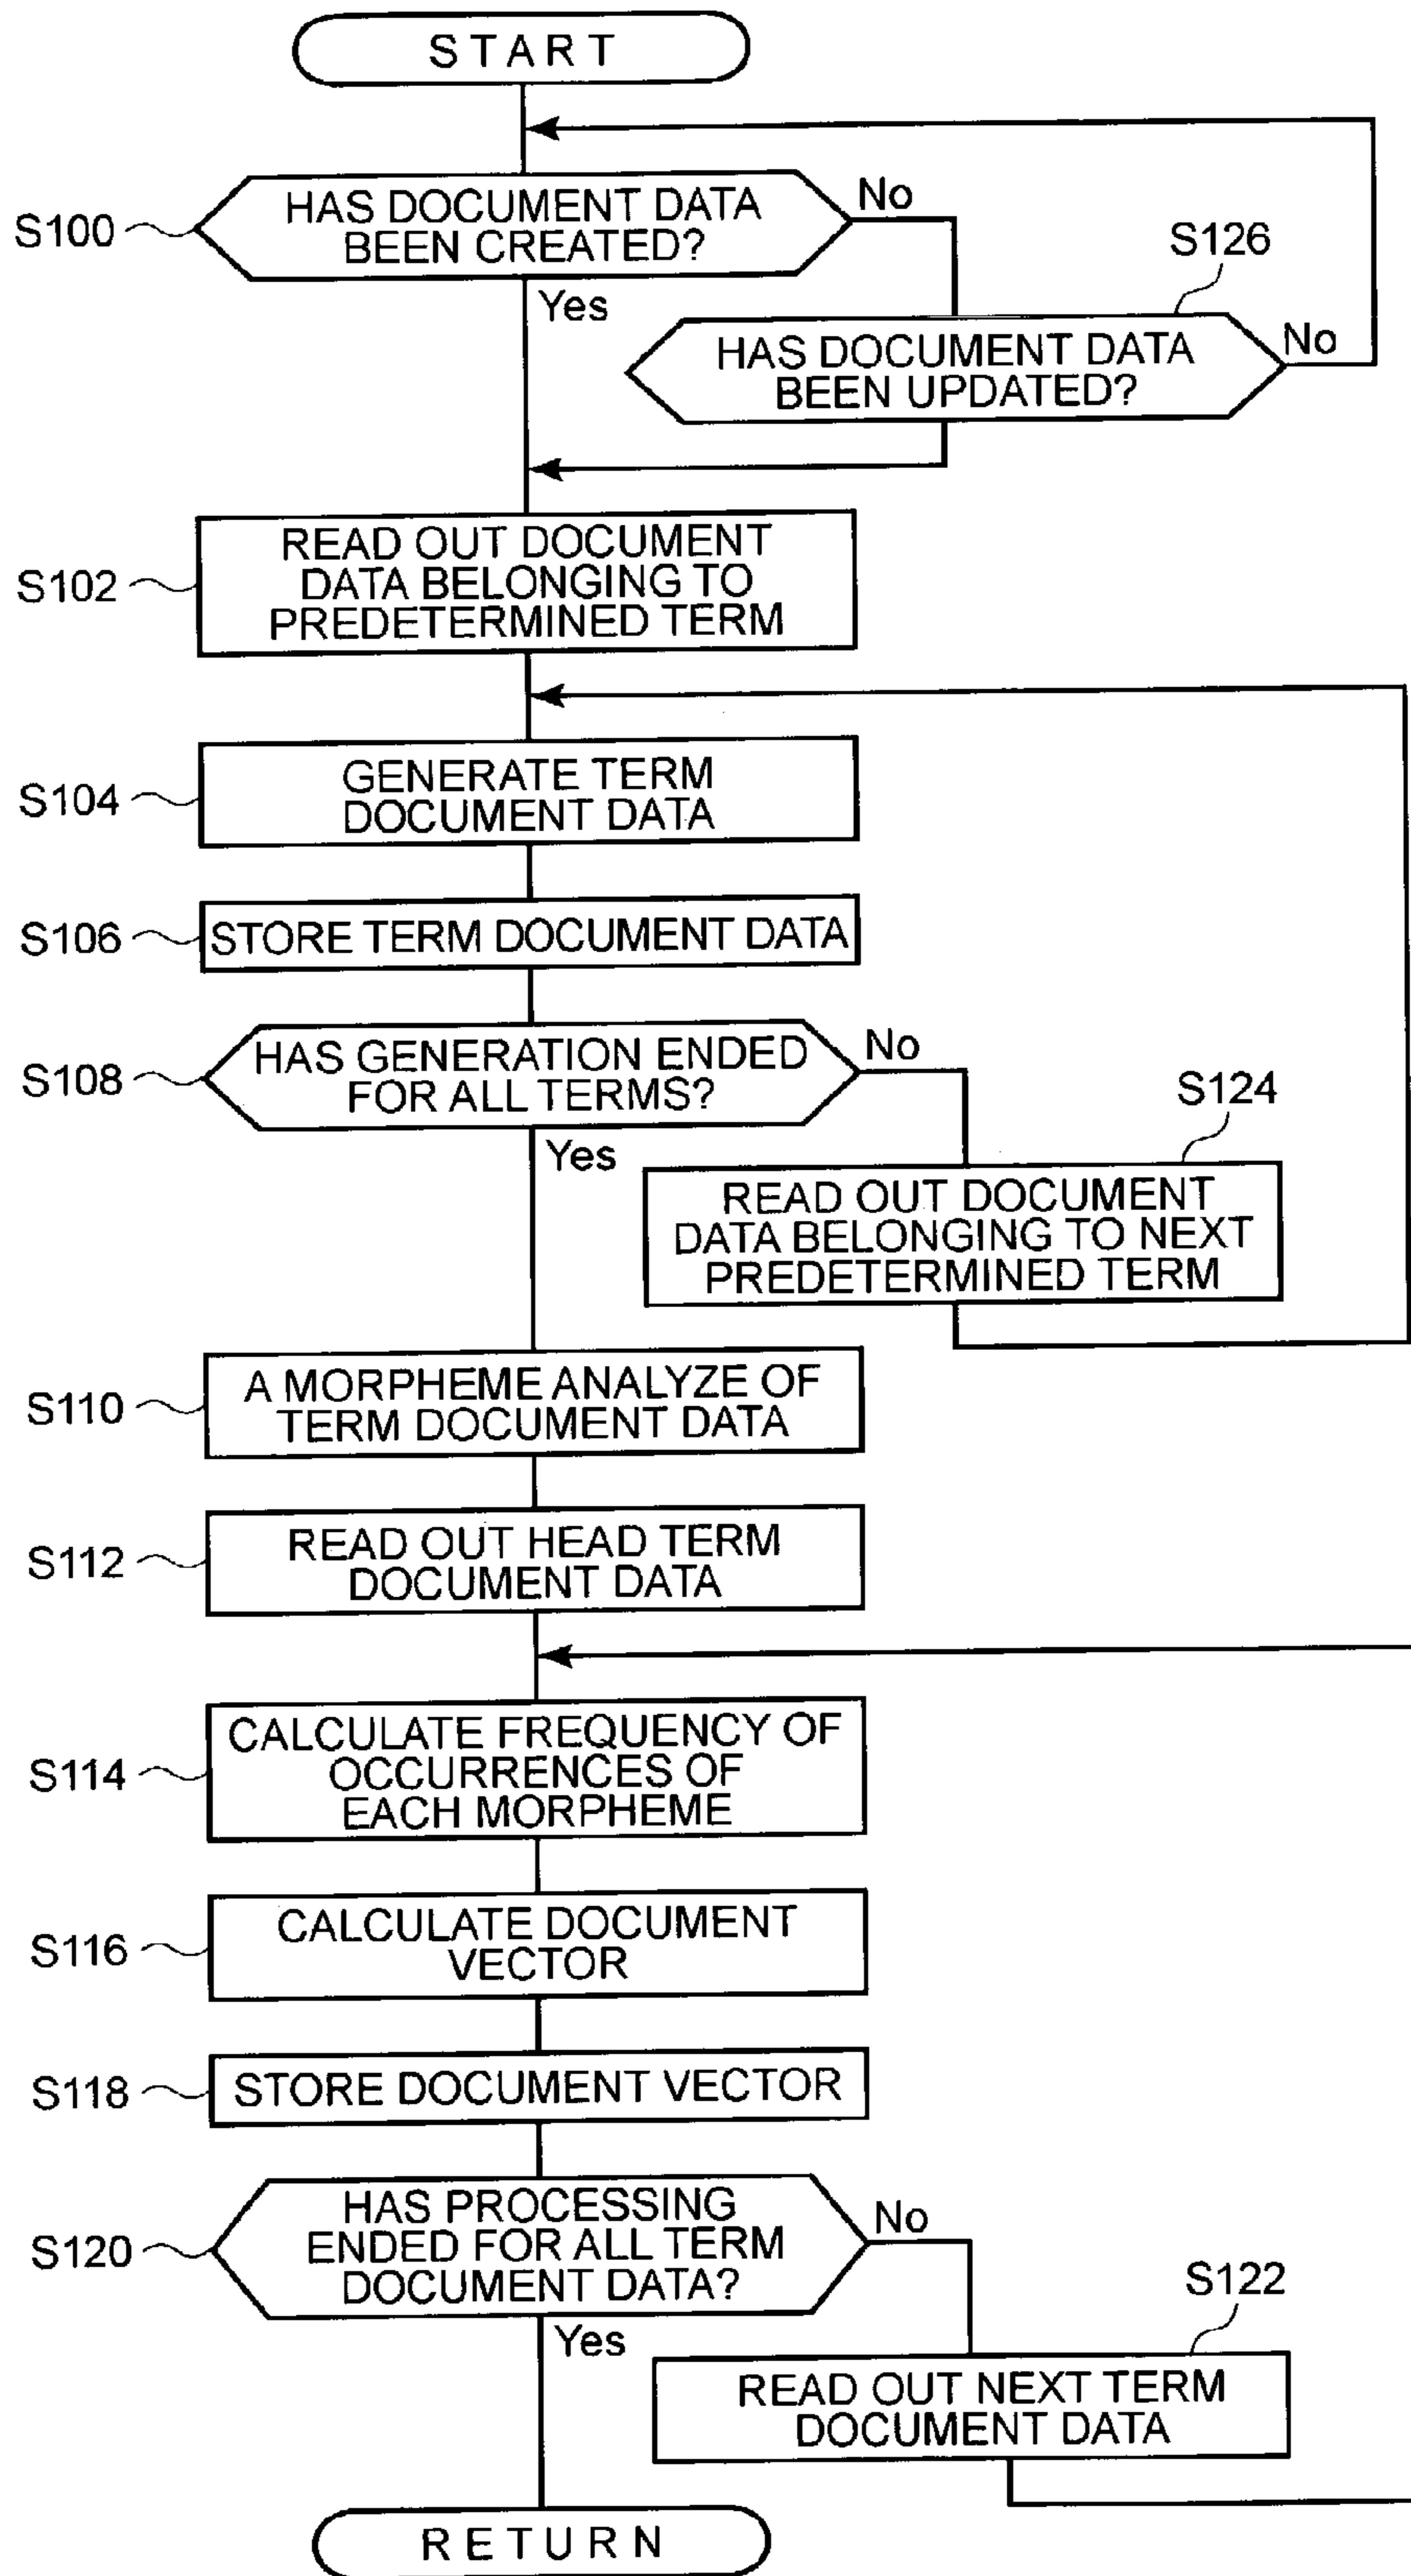 START
S100
HAS DOCUMENT DATA
BEEN CREATED?
No
Yes
S126
HAS DOCUMENT DATA
BEEN UPDATED?
No
S102
READ OUT DOCUMENT
DATA BELONGING TO
PREDETERMINED TERM
S104
GENERATE TERM
DOCUMENT DATA
S106
STORE TERM DOCUMENT DATA
S108
HAS GENERATION ENDED
FOR ALL TERMS?
No
Yes
S124
READ OUT DOCUMENT
DATA BELONGING TO NEXT
PREDETERMINED TERM
S110
A MORPHEME ANALYZE OF
TERM DOCUMENT DATA
S112
READ OUT HEAD TERM
DOCUMENT DATA
S114
CALCULATE FREQUENCY OF
OCCURRENCES OF
EACH MORPHEME
S116
CALCULATE DOCUMENT
VECTOR
S118
STORE DOCUMENT VECTOR
S120
HAS PROCESSING
ENDED FOR ALL TERM
DOCUMENT DATA?
No
Yes
S122
READ OUT NEXT TERM
DOCUMENT DATA
RETURN